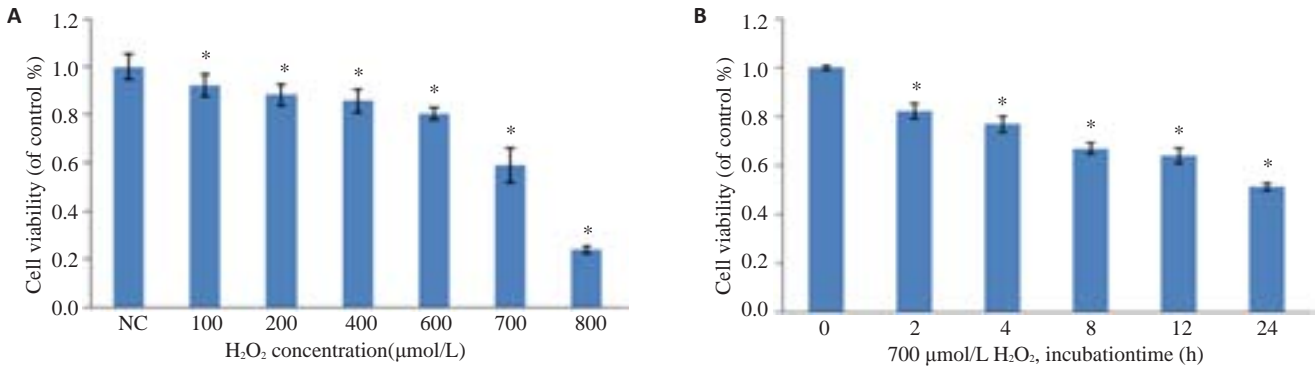 A
Cell viability (of control %)
1.2
1.0
0.8
0.6
0.4
0.2
0.0
* * * * * *
NC 100 200 400 600 700 800
H₂O₂ concentration(μmol/L)
B
Cell viability (of control %)
1.2
1.0
0.8
0.6
0.4
0.2
0.0
* * * * *
0 2 4 8 12 24
700 μmol/L H₂O₂, incubationtime (h)